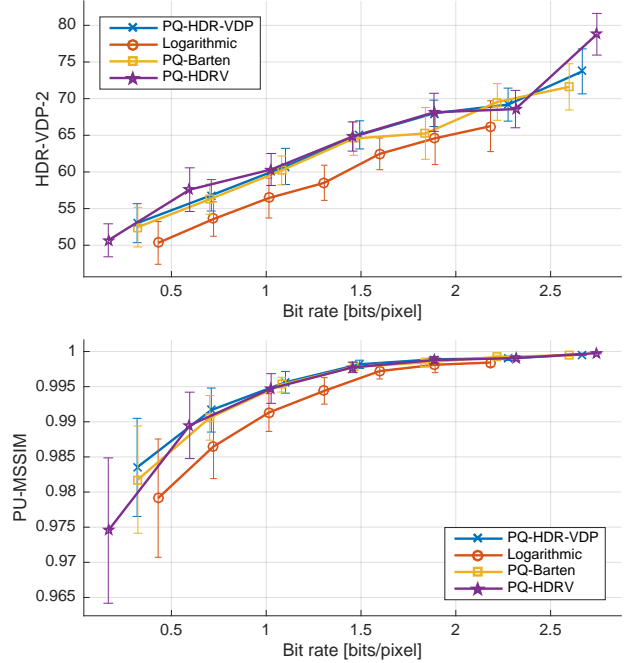 80
75
70
65
60
55
50
HDR-VDP-2
PQ-HDR-VDP
Logarithmic
PQ-Barten
PQ-HDRV
0.5 1 1.5 2 2.5
Bit rate [bits/pixel]
1
0.995
0.99
0.985
0.98
0.975
0.97
0.965
PU-MSSIM
PQ-HDR-VDP
Logarithmic
PQ-Barten
PQ-HDRV
0.5 1 1.5 2 2.5
Bit rate [bits/pixel]